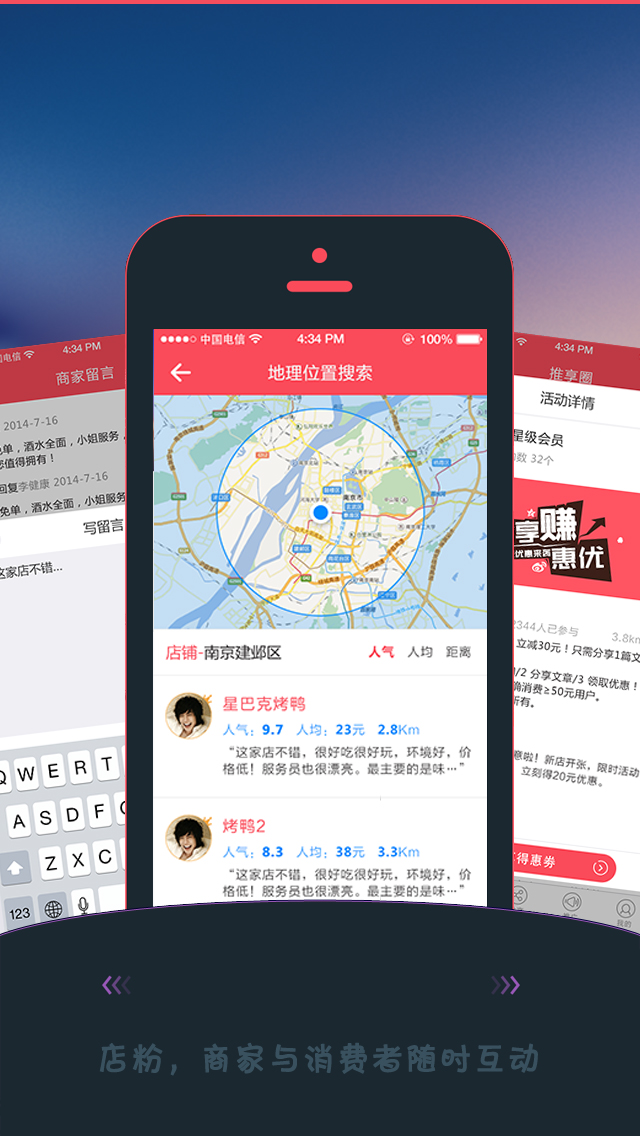 中国电信
4:34 PM
100%
地理位置搜索
南京市
建邺区
店铺-南京建邺区
人气
人均
距离
星巴克烤鸭
人气：9.7 人均：23元 2.8Km
“这家店不错，很好吃很好玩，环境好，价
格低！服务员也很漂亮。最主要的是味…”
烤鸭2
人气：8.3 人均：38元 3.3Km
“这家店不错，很好吃很好玩，环境好，价
格低！服务员也很漂亮。最主要的是味…”
国电信
4:34 PM
商家留言
2014-7-16
免单，酒水全面，小姐服务，
您值得拥有！
回复李健康 2014-7-16
免单，酒水全面，小姐服务
写留言
这家店不错...
Q W E R T
A S D F
Z X C
123
4:34 PM
推享圈
活动详情
星级会员
数 32个
享赚
优惠来袭
惠优
2344人已参与
3.8k
立减30元！只需分享1篇文
/2 分享文章/3 领取优惠！
消费≥50元用户。
所有。
意啦！新店开张，限时活动
立刻得20元优惠。
得惠券
我的
店粉，商家与消费者随时互动